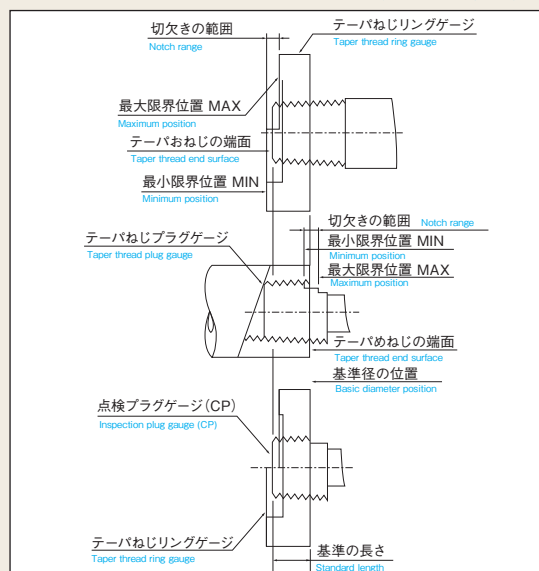 切欠きの範囲
Notch range
テーパねじリングゲージ
Taper thread ring gauge
最大限界位置 MAX
Maximum position
テーパおねじの端面
Taper thread end surface
最小限界位置 MIN
Minimum position
切欠きの範囲 Notch range
テーパねじプラグゲージ
Taper thread plug gauge
最小限界位置 MIN
Minimum position
最大限界位置 MAX
Maximum position
テーパめねじの端面
Taper thread end surface
基準径の位置
Basic diameter position
点検プラグゲージ(CP)
Inspection plug gauge (CP)
テーパねじリングゲージ
Taper thread ring gauge
基準の長さ
Standard length